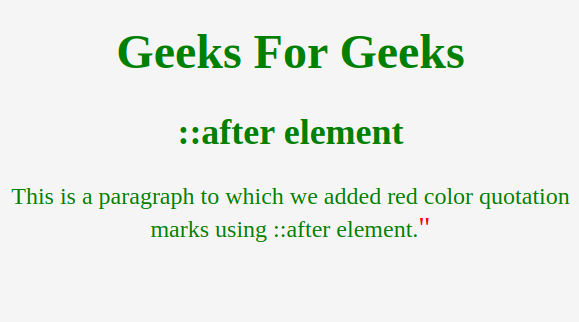 Geeks For Geeks
::after element
This is a paragraph to which we added red color quotation
marks using ::after element."